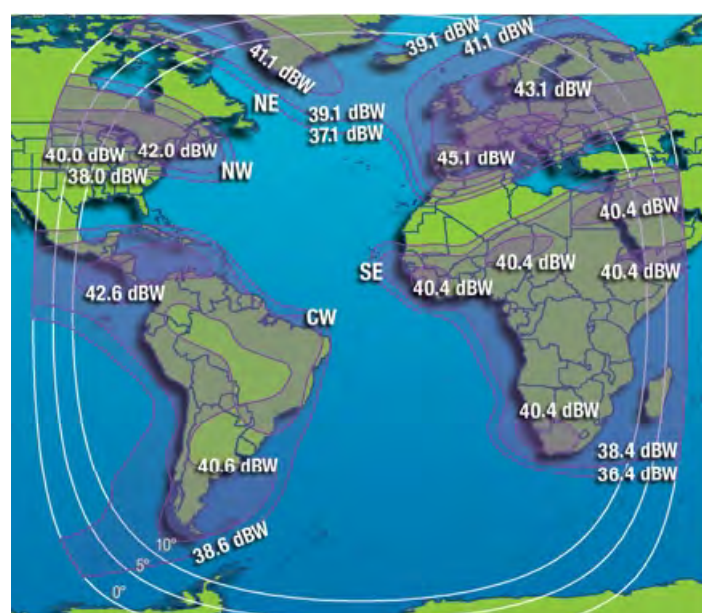 39.1 dBW
41.1 dBW
41.1 dBW
43.1 dBW
NE
39.1 dBW
37.1 dBW
40.0 dBW
42.0 dBW
38.0 dBW
NW
45.1 dBW
40.4 dBW
SE
40.4 dBW
40.4 dBW
40.4 dBW
42.6 dBW
CW
40.4 dBW
40.6 dBW
38.4 dBW
36.4 dBW
38.6 dBW
10°
5°
0°